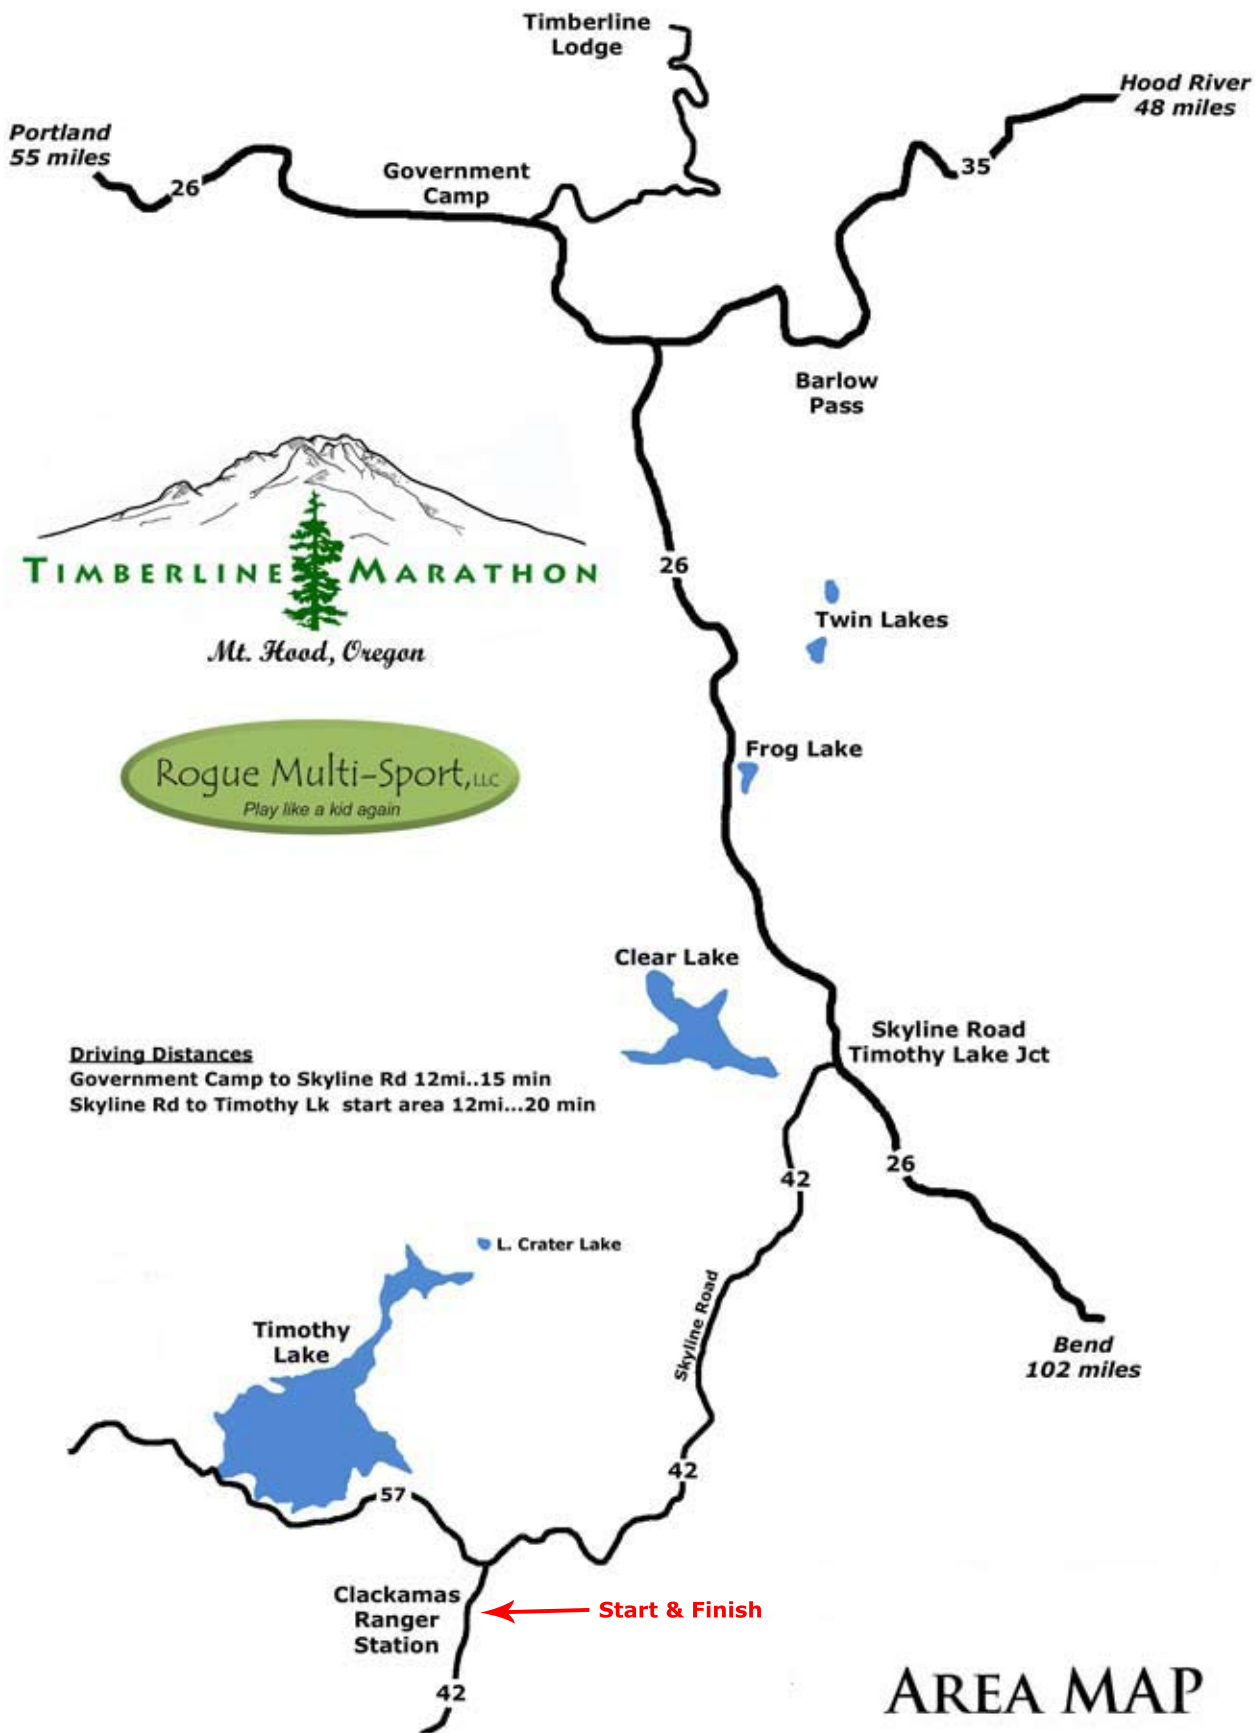 Timberline
Lodge
Hood River
48 miles
Portland
55 miles
26
Government
Camp
35
Barlow
Pass
26
TIMBERLINE MARATHON
Mt. Hood, Oregon
Twin Lakes
Rogue Multi-Sport, LLC
Play like a kid again
Frog Lake
Clear Lake
Skyline Road
Timothy Lake Jct
Driving Distances
Government Camp to Skyline Rd 12mi..15 min
Skyline Rd to Timothy Lk start area 12mi...20 min
42
26
L. Crater Lake
Skyline Road
Timothy
Lake
Bend
102 miles
42
57
Clackamas
Ranger
Station
Start & Finish
42
AREA MAP